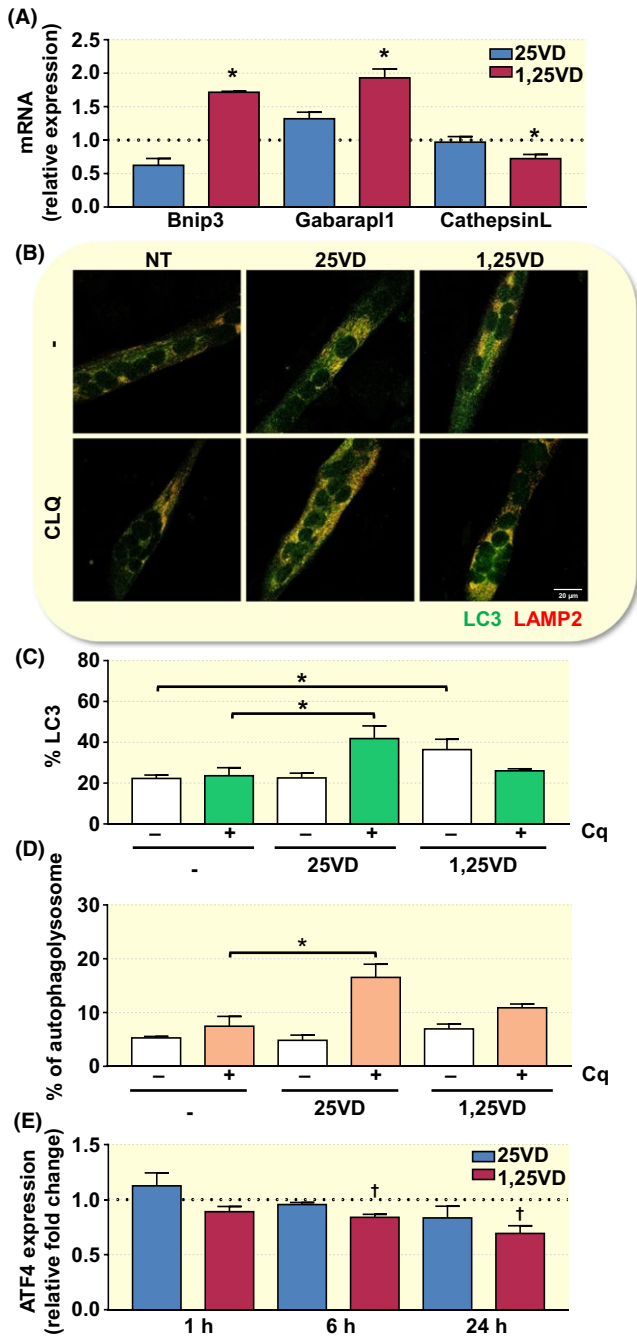 (A)
mRNA
(relative expression)
2.5
2.0
1.5
1.0
0.5
0.0
*
*
*
25VD
1,25VD
Bnip3 Gabarapl1 CathepsinL
(B)
NT 25VD 1,25VD
-
CLQ
20 µm
LC3 LAMP2
(C)
% LC3
80
60
40
20
0
*
*
– + – + – + Cq
- 25VD 1,25VD
(D)
% of autophagolysosome
30
20
10
0
*
– + – + – + Cq
- 25VD 1,25VD
(E)
ATF4 expression
(relative fold change)
1.5
1.0
0.5
0.0
25VD
1,25VD
†
†
1 h 6 h 24 h